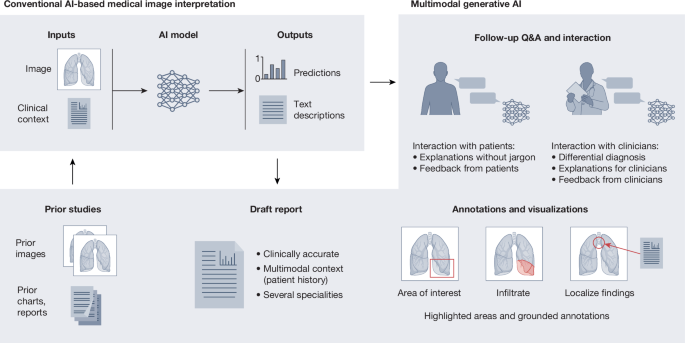 Conventional AI-based medical image interpretation
Multimodal generative AI
Inputs
AI model
Outputs
Image
Clinical
context
1
0
Predictions
Text
descriptions
Follow-up Q&A and interaction
Interaction with patients:
• Explanations without jargon
• Feedback from patients
Interaction with clinicians:
• Differential diagnosis
• Explanations for clinicians
• Feedback from clinicians
Prior studies
Prior
images
Prior
charts,
reports
Draft report
• Clinically accurate
• Multimodal context
(patient history)
• Several specialities
Annotations and visualizations
Area of interest
Infiltrate
Localize findings
Highlighted areas and grounded annotations